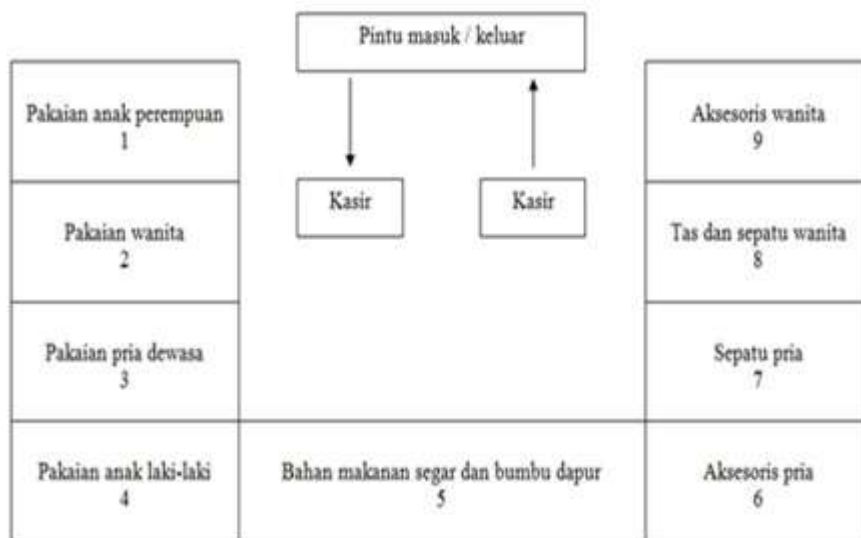 Pintu masuk / keluar
Pakaian anak perempuan
1
Aksesoris wanita
9
Kasir
Kasir
Pakaian wanita
2
Tas dan sepatu wanita
8
Pakaian pria dewasa
3
Sepatu pria
7
Pakaian anak laki-laki
4
Bahan makanan segar dan bumbu dapur
5
Aksesoris pria
6